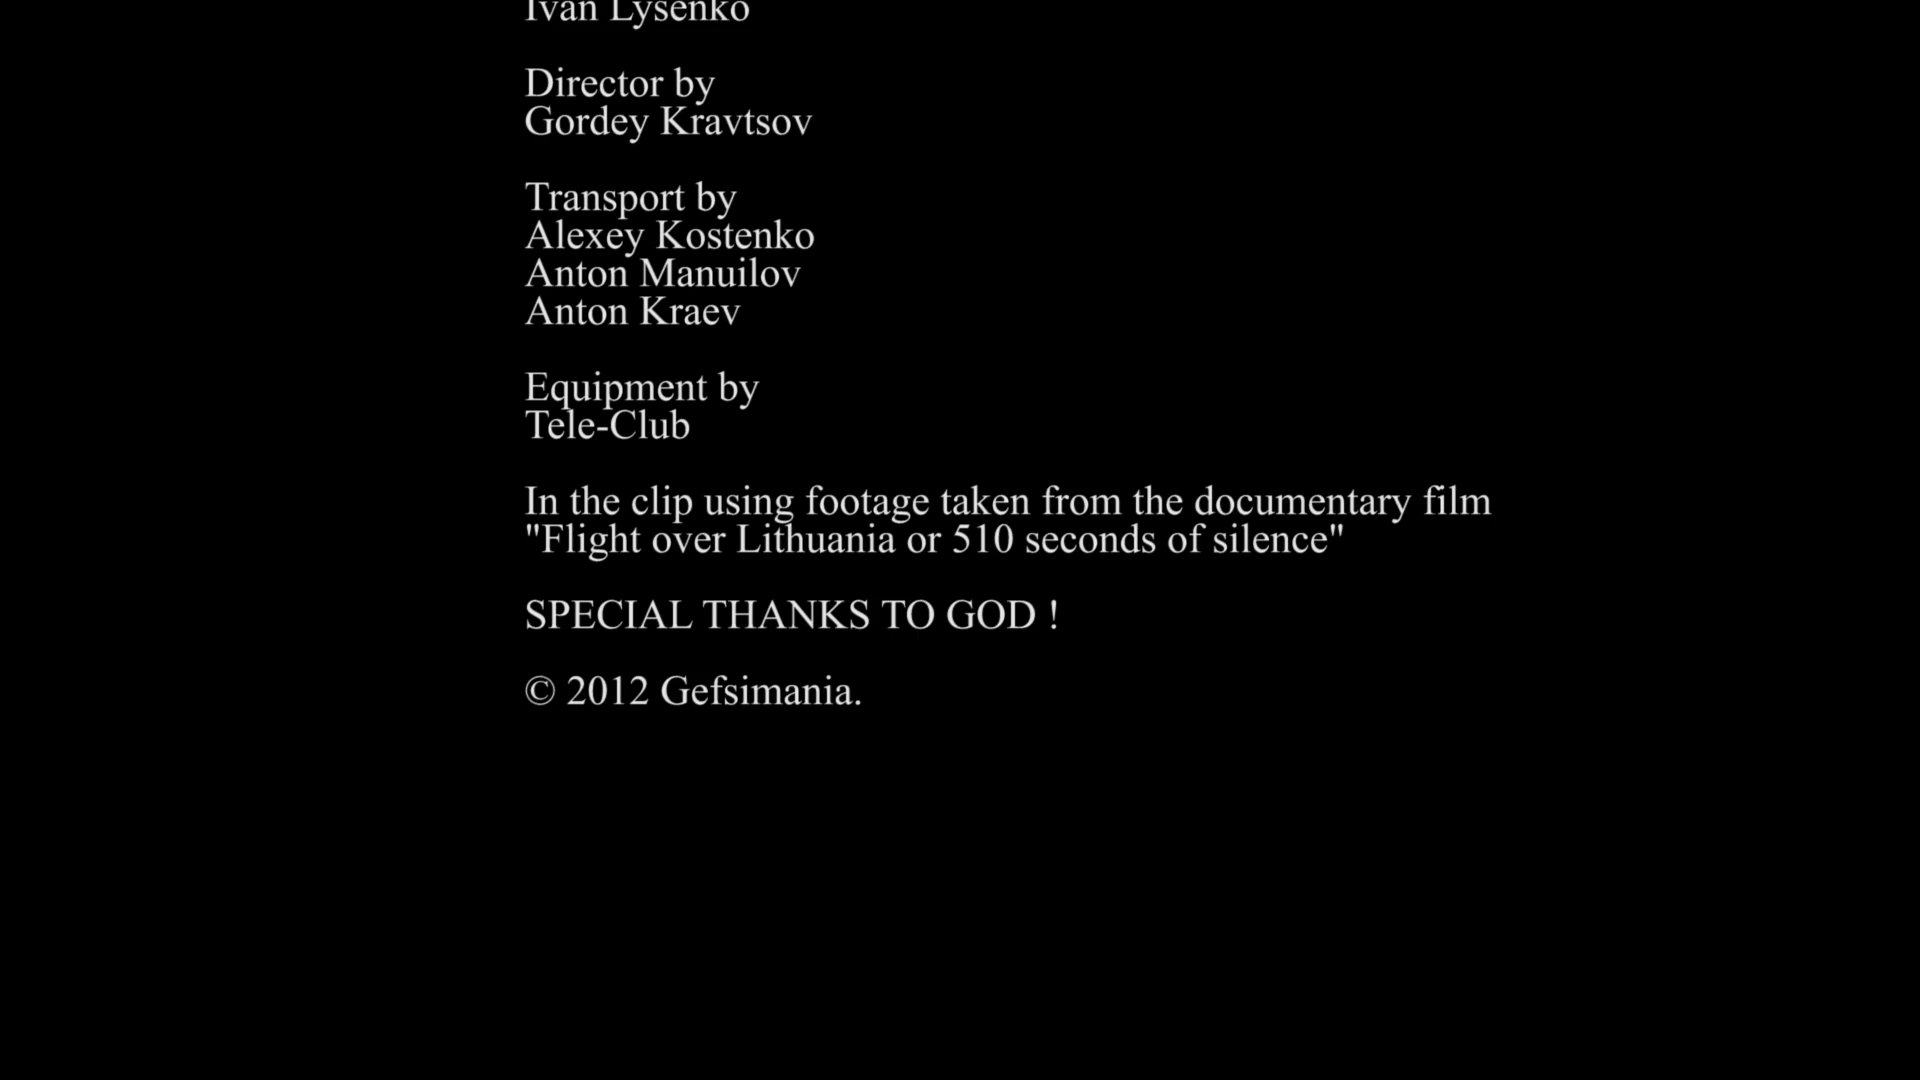 Ivan Lysenko
Director by
Gordey Kravtsov
Transport by
Alexey Kostenko
Anton Manuilov
Anton Kraev
Equipment by
Tele-Club
In the clip using footage taken from the documentary film
"Flight over Lithuania or 510 seconds of silence"
SPECIAL THANKS TO GOD !
© 2012 Gefsimania.